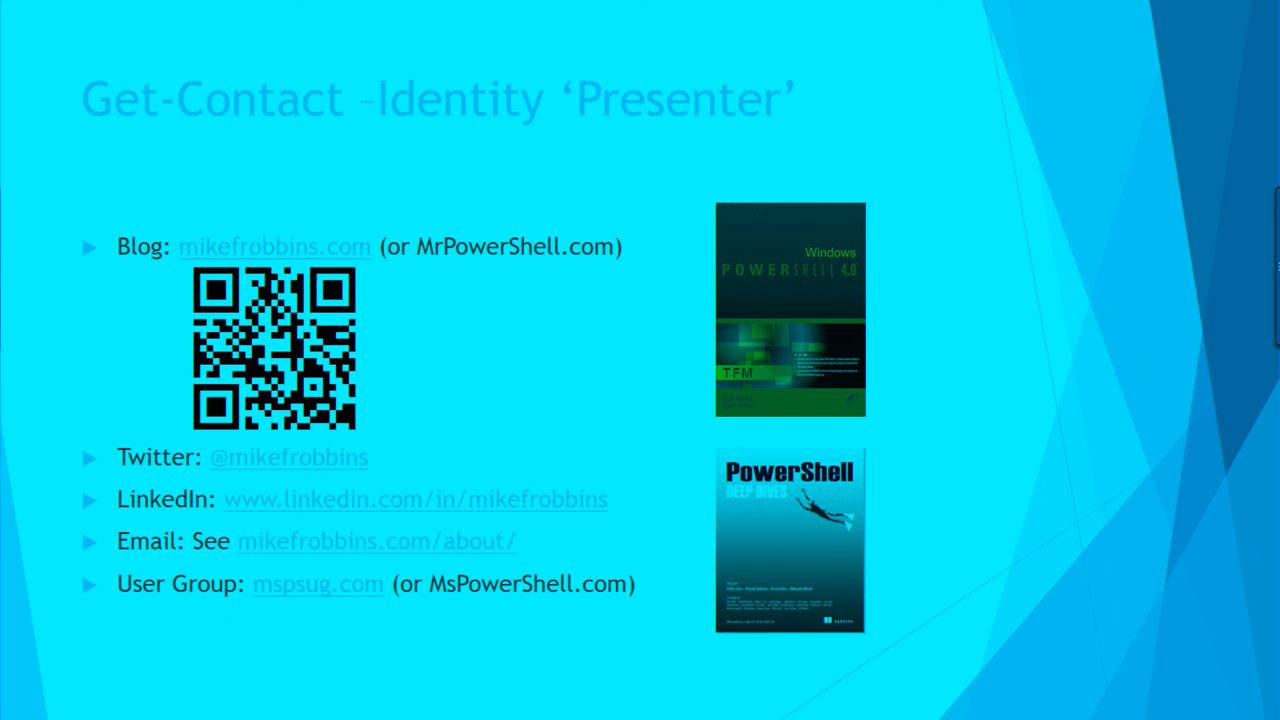 Get-Contact –Identity ‘Presenter’
Blog: mikefrobbins.com (or MrPowerShell.com)
Twitter: @mikefrobbins
LinkedIn: www.linkedin.com/in/mikefrobbins
Email: See mikefrobbins.com/about/
User Group: mspsug.com (or MsPowerShell.com)
Windows
POWERSHELL 4.0
TFM
PowerShell
DEEP DIVES
MANNING